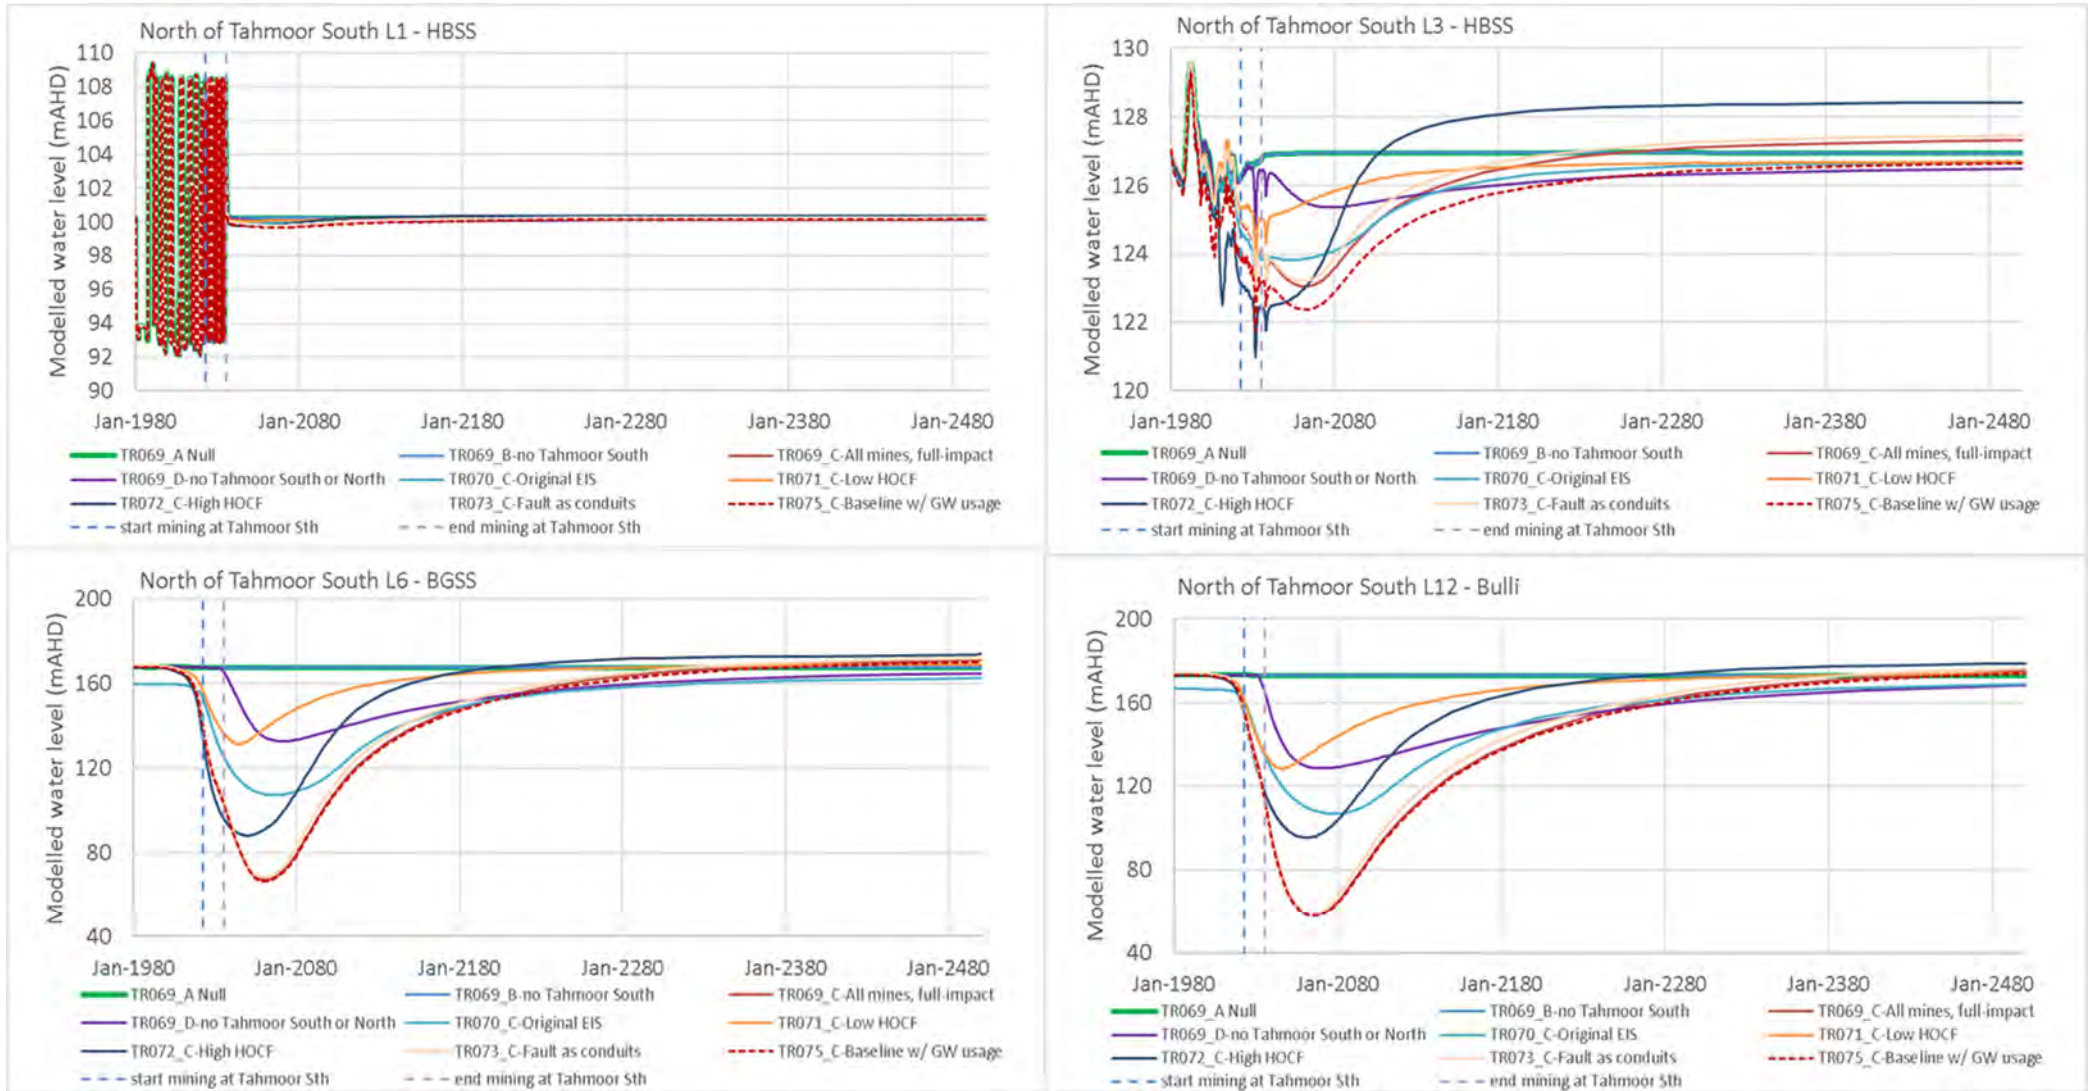 North of Tahmoor South L1 - HBSS
Modelled water level (mAHD)
110
108
106
104
102
100
98
96
94
92
90
Jan-1980 Jan-2080 Jan-2180 Jan-2280 Jan-2380 Jan-2480
TR069_A Null TR069_B-no Tahmoor South TR069_C-All mines, full-impact
TR069_D-no Tahmoor South or North TR070_C-Original EIS TR071_C-Low HOCF
TR072_C-High HOCF TR073_C-Fault as conduits TR075_C-Baseline w/ GW usage
start mining at Tahmoor Sth end mining at Tahmoor Sth
North of Tahmoor South L3 - HBSS
Modelled water level (mAHD)
130
128
126
124
122
120
Jan-1980 Jan-2080 Jan-2180 Jan-2280 Jan-2380 Jan-2480
TR069_A Null TR069_B-no Tahmoor South TR069_C-All mines, full-impact
TR069_D-no Tahmoor South or North TR070_C-Original EIS TR071_C-Low HOCF
TR072_C-High HOCF TR073_C-Fault as conduits TR075_C-Baseline w/ GW usage
start mining at Tahmoor Sth end mining at Tahmoor Sth
North of Tahmoor South L6 - BGSS
Modelled water level (mAHD)
200
160
120
80
40
Jan-1980 Jan-2080 Jan-2180 Jan-2280 Jan-2380 Jan-2480
TR069_A Null TR069_B-no Tahmoor South TR069_C-All mines, full-impact
TR069_D-no Tahmoor South or North TR070_C-Original EIS TR071_C-Low HOCF
TR072_C-High HOCF TR073_C-Fault as conduits TR075_C-Baseline w/ GW usage
start mining at Tahmoor Sth end mining at Tahmoor Sth
North of Tahmoor South L12 - Bulli
Modelled water level (mAHD)
200
160
120
80
40
Jan-1980 Jan-2080 Jan-2180 Jan-2280 Jan-2380 Jan-2480
TR069_A Null TR069_B-no Tahmoor South TR069_C-All mines, full-impact
TR069_D-no Tahmoor South or North TR070_C-Original EIS TR071_C-Low HOCF
TR072_C-High HOCF TR073_C-Fault as conduits TR075_C-Baseline w/ GW usage
start mining at Tahmoor Sth end mining at Tahmoor Sth